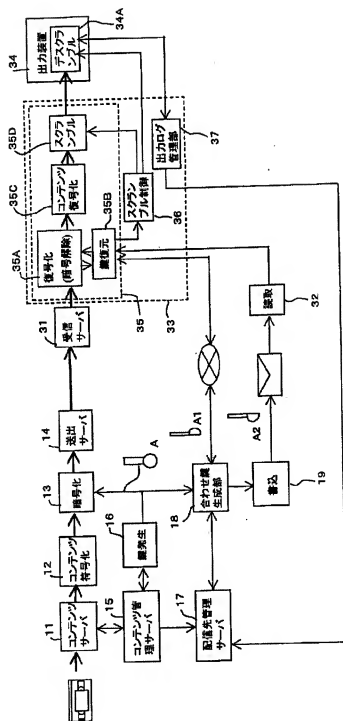 34
出力装置
34A
デスクランブル
35D
スクランブル
35C
コンテンツ
復号化
35A
復号化
(暗号解除)
35B
鍵復元
36
スクラン
ブル制御
37
出力ログ
管理部
35
33
31
受信サーバ
32
読取
14
送出サーバ
13
暗号化
12
コンテンツ
符号化
11
コンテンツ
サーバ
A
A1
A2
16
鍵発生
15
コンテンツ管
理サーバ
18
合わせ鍵
生成部
17
配信先管理
サーバ
19
書込